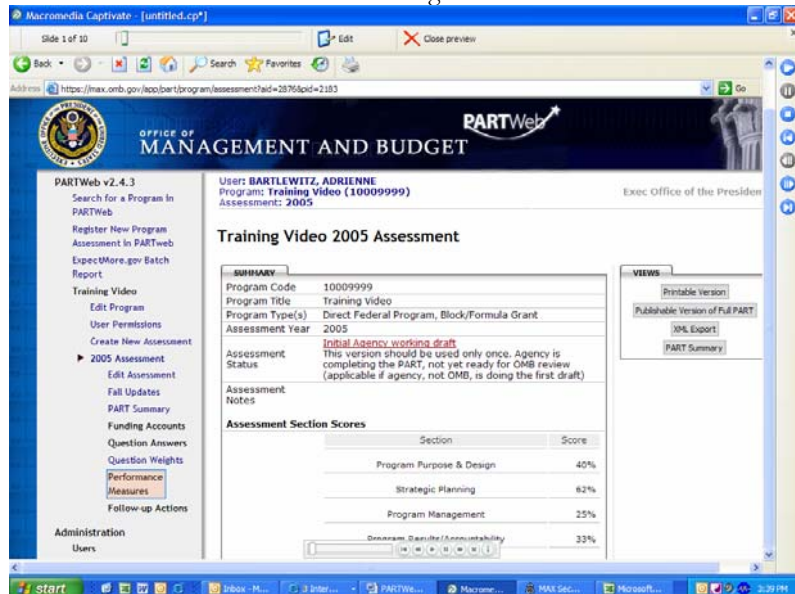 Macromedia Captivate - [untitled.cp*]
Slide 1 of 10
Edit
Close preview
Back
Search
Favorites
Address
https://max.omb.gov/app/part/program/assessment?aid=2876&pid=2183
Go
OFFICE OF
MANAGEMENT AND BUDGET
PARTWeb
PARTWeb v2.4.3
Search for a Program in
PARTWeb
Register New Program
Assessment in PARTweb
ExpectMore.gov Batch
Report
Training Video
Edit Program
User Permissions
Create New Assessment
2005 Assessment
Edit Assessment
Fall Updates
PART Summary
Funding Accounts
Question Answers
Question Weights
Performance
Measures
Follow-up Actions
Administration
Users
User: BARTLEWITZ, ADRIENNE
Program: Training Video (10009999)
Assessment: 2005
Exec Office of the Presiden
Training Video 2005 Assessment
SUMMARY
Program Code 10009999
Program Title Training Video
Program Type(s) Direct Federal Program, Block/Formula Grant
Assessment Year 2005
Assessment Status
Initial Agency working draft
This version should be used only once. Agency is
completing the PART, not yet ready for OMB review
(applicable if agency, not OMB, is doing the first draft)
Assessment
Notes
Assessment Section Scores
Section Score
Program Purpose & Design 40%
Strategic Planning 62%
Program Management 25%
Program Results/Accountability 33%
VIEWS
Printable Version
Publishable Version of Full PART
XML Export
PART Summary
start
Inbox - M...
3 Inter...
PARTWe...
Macrome...
MAX Sec...
Microsoft...
3:29 PM